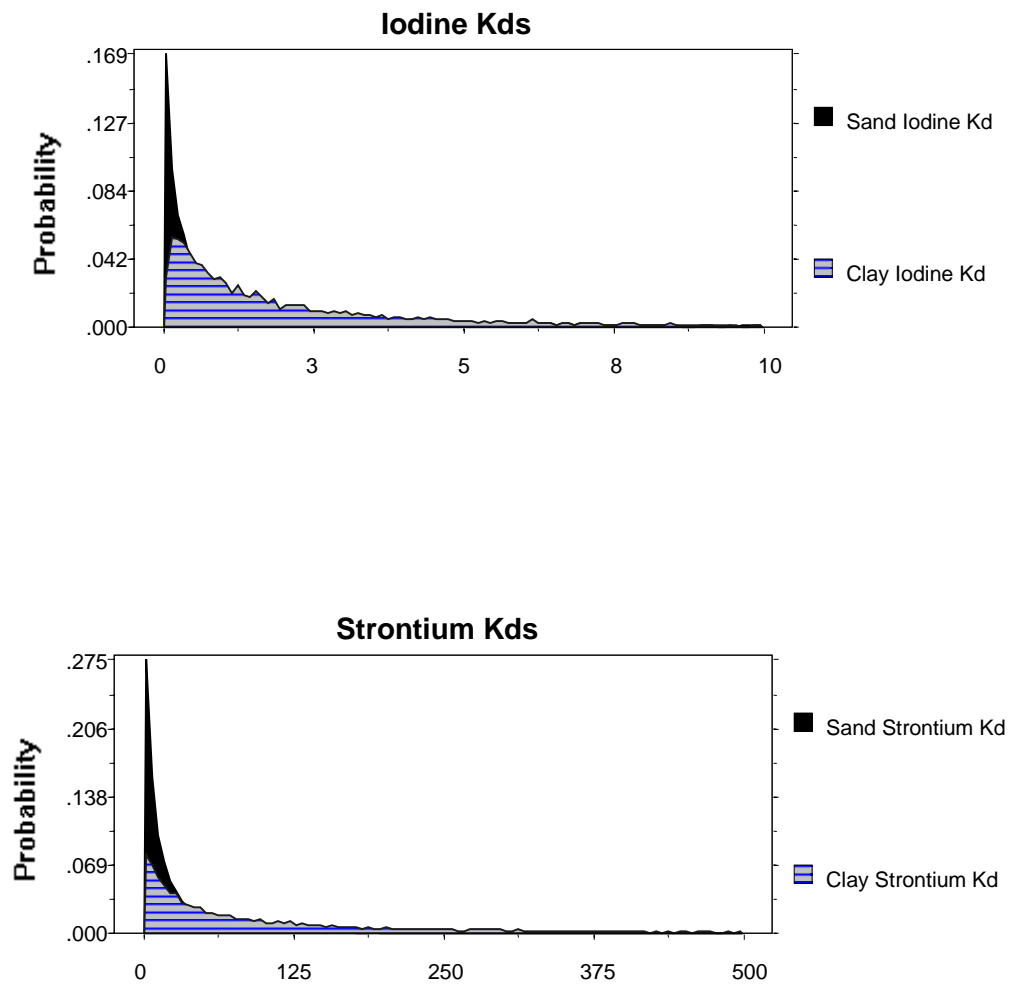 Iodine Kds
.169
.127
.084
.042
.000
Probability
0 3 5 8 10
Sand Iodine Kd
Clay Iodine Kd
Strontium Kds
.275
.206
.138
.069
.000
Probability
0 125 250 375 500
Sand Strontium Kd
Clay Strontium Kd